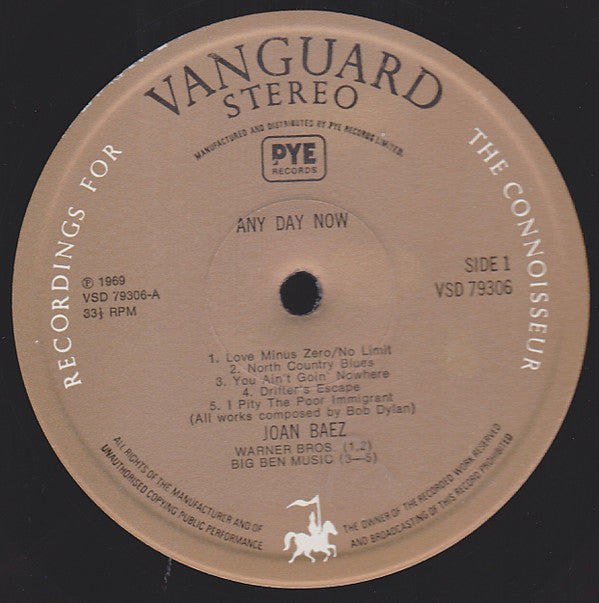 VANGUARD
STEREO
MANUFACTURED AND DISTRIBUTED BY PYE RECORDS LIMITED.
PYE
RECORDS
RECORDINGS FOR
THE CONNOISSEUR
ANY DAY NOW
℗ 1969
VSD 79306-A
33⅓ RPM
SIDE 1
VSD 79306
1. Love Minus Zero/No Limit
2. North Country Blues
3. You Ain't Goin' Nowhere
4. Drifter's Escape
5. I Pity The Poor Immigrant
(All works composed by Bob Dylan)
JOAN BAEZ
WARNER BROS. (1,2)
BIG BEN MUSIC (3—5)
ALL RIGHTS OF THE MANUFACTURER AND OF
THE OWNER OF THE RECORDED WORK RESERVED
UNAUTHORISED COPYING PUBLIC PERFORMANCE
AND BROADCASTING OF THIS RECORD PROHIBITED